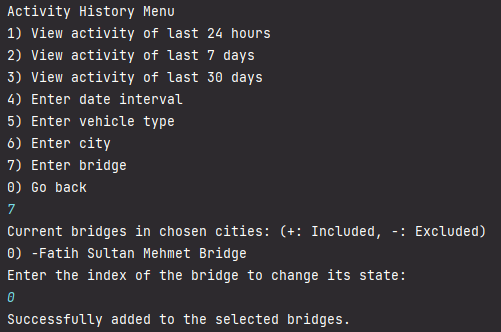 Activity History Menu
1) View activity of last 24 hours
2) View activity of last 7 days
3) View activity of last 30 days
4) Enter date interval
5) Enter vehicle type
6) Enter city
7) Enter bridge
0) Go back
7
Current bridges in chosen cities: (+: Included, -: Excluded)
0) -Fatih Sultan Mehmet Bridge
Enter the index of the bridge to change its state:
0
Successfully added to the selected bridges.